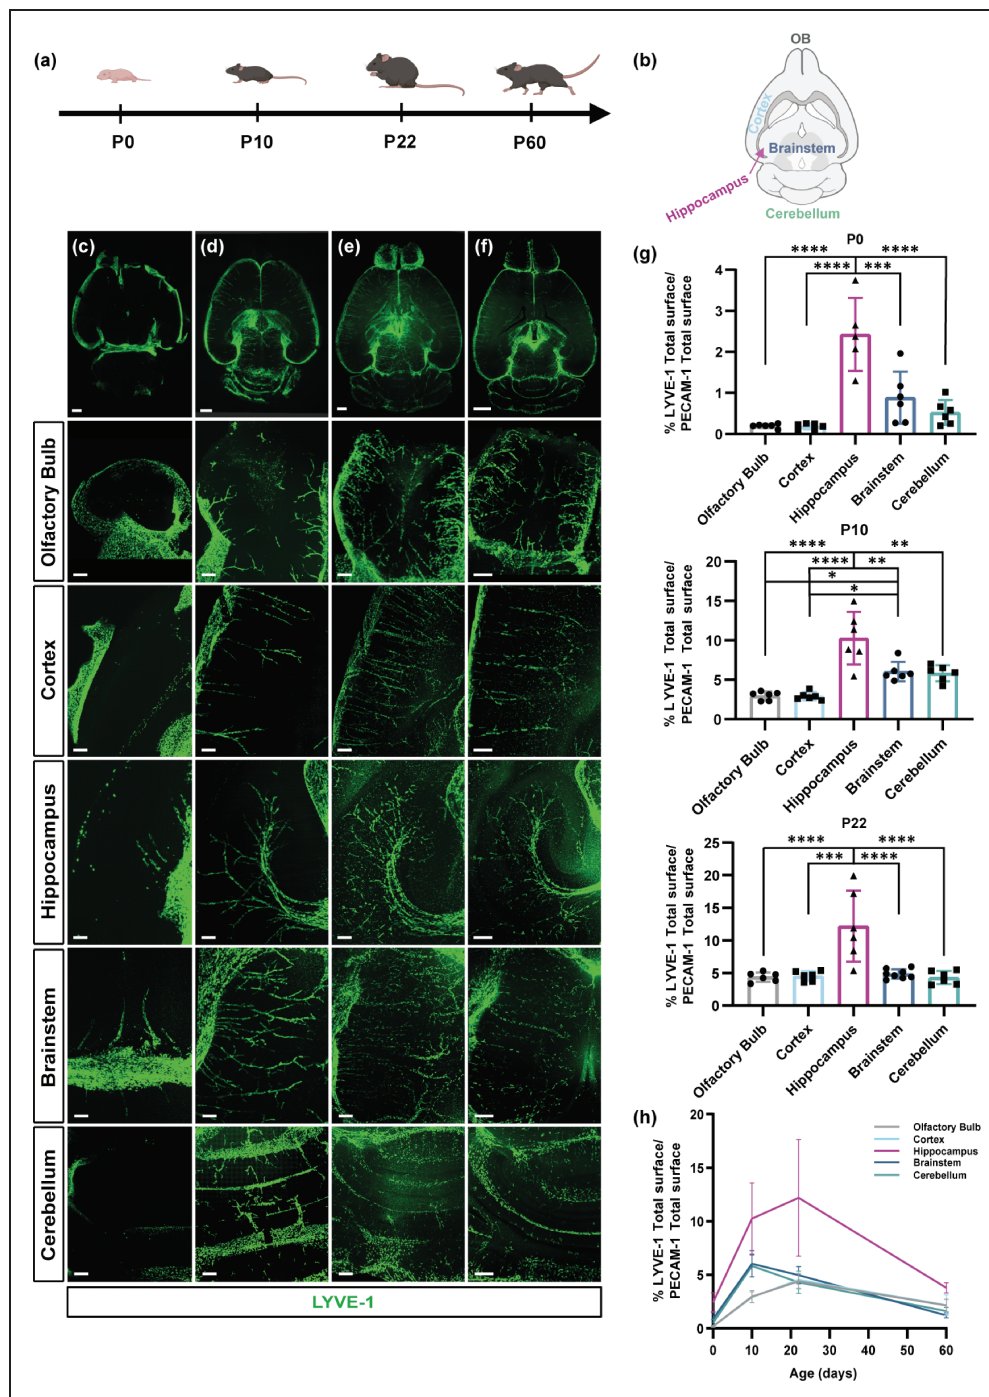 (a)
P0
P10
P22
P60
(b)
OB
Cortex
Brainstem
Hippocampus
Cerebellum
(c)
(d)
(e)
(f)
Olfactory Bulb
Cortex
Hippocampus
Brainstem
Cerebellum
LYVE-1
(g)
P0
****
****
****
***
% LYVE-1 Total surface/
PECAM-1 Total surface
4
3
2
1
0
Olfactory Bulb
Cortex
Hippocampus
Brainstem
Cerebellum
P10
****
**
****
**
*
*
% LYVE-1 Total surface/
PECAM-1 Total surface
20
15
10
5
0
Olfactory Bulb
Cortex
Hippocampus
Brainstem
Cerebellum
P22
****
****
***
****
% LYVE-1 Total surface/
PECAM-1 Total surface
25
20
15
10
5
0
Olfactory Bulb
Cortex
Hippocampus
Brainstem
Cerebellum
(h)
% LYVE-1 Total surface/
PECAM-1 Total surface
20
15
10
5
0
Olfactory Bulb
Cortex
Hippocampus
Brainstem
Cerebellum
0 10 20 30 40 50 60
Age (days)